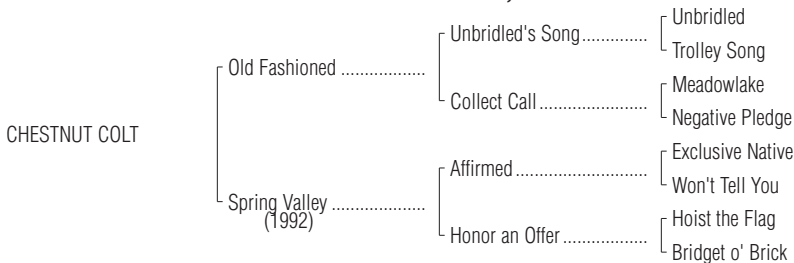 Unbridled
Unbridled's Song..............
Trolley Song
Old Fashioned ..................
Meadowlake
Collect Call.......................
Negative Pledge
CHESTNUT COLT
Exclusive Native
Affirmed............................
Won't Tell You
Spring Valley ....................
(1992)
Hoist the Flag
Honor an Offer..................
Bridget o' Brick